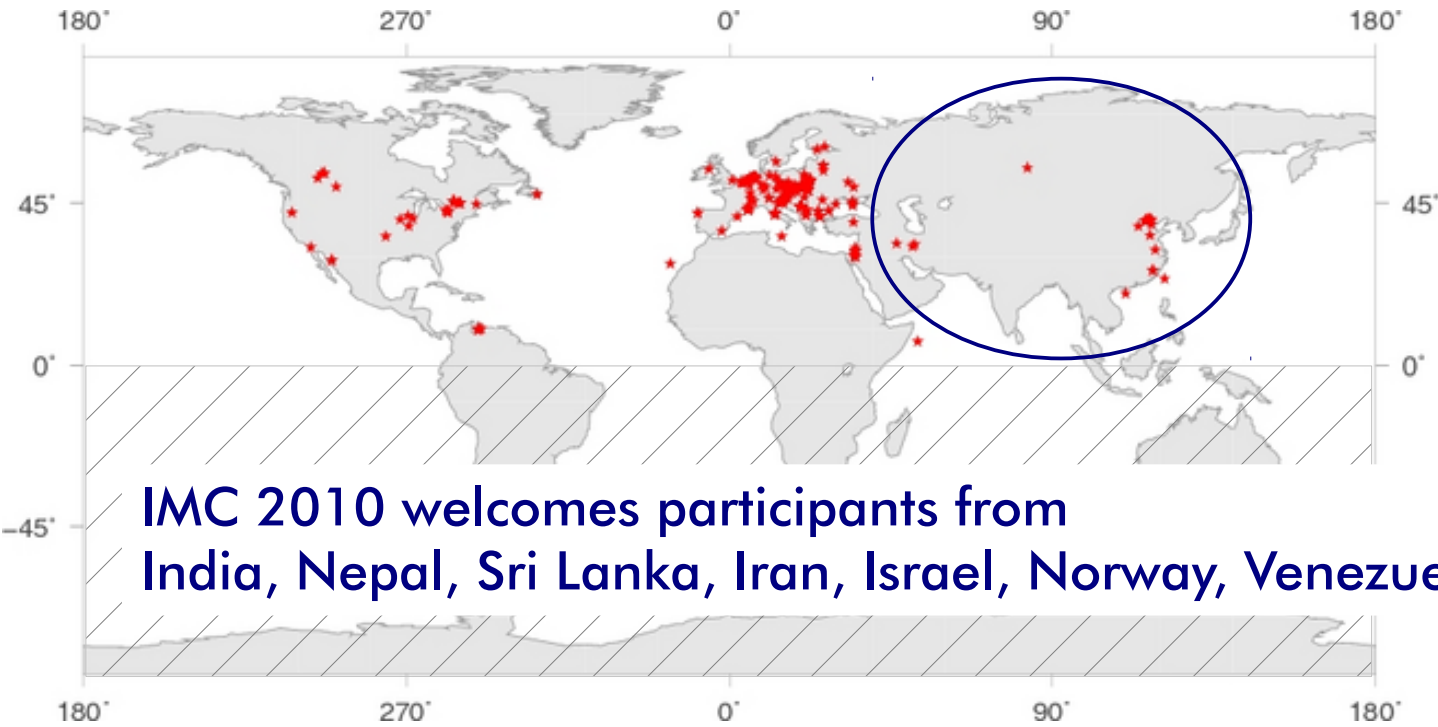 180° 270° 0° 90° 180°
45° 45°
0° 0°
IMC 2010 welcomes participants from
−45°
India, Nepal, Sri Lanka, Iran, Israel, Norway, Venezue
180° 270° 0° 90° 180°